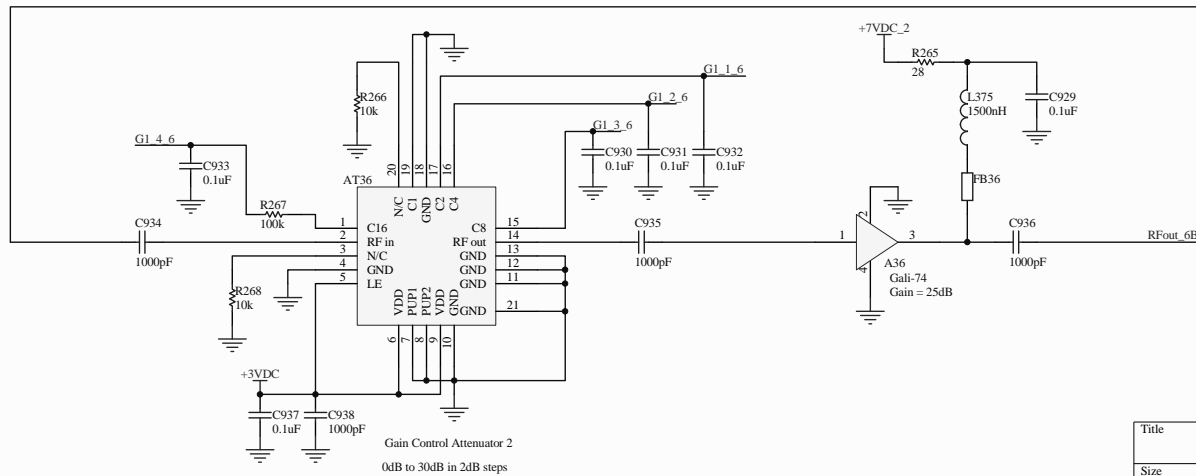 +7VDC_2
R265
28
L375
1500nH
C929
0.1uF
FB36
R266
10k
G1_1_6
G1_2_6
G1_3_6
G1_4_6
C933
0.1uF
C930
0.1uF
C931
0.1uF
C932
0.1uF
AT36
20
19
18
17
16
N/C
C1
GND
C2
C4
R267
100k
C934
1000pF
1
C16
2
RF in
3
N/C
4
GND
5
LE
C8
15
RF out
14
GND
13
GND
12
GND
11
GND
21
VDD
PUP1
PUP2
VDD
GND
6
7
8
9
10
R268
10k
C935
1000pF
1
2
3
4
A36
Gali-74
Gain = 25dB
C936
1000pF
RFout_6B
+3VDC
C937
0.1uF
C938
1000pF
Gain Control Attenuator 2
0dB to 30dB in 2dB steps
Title
Size